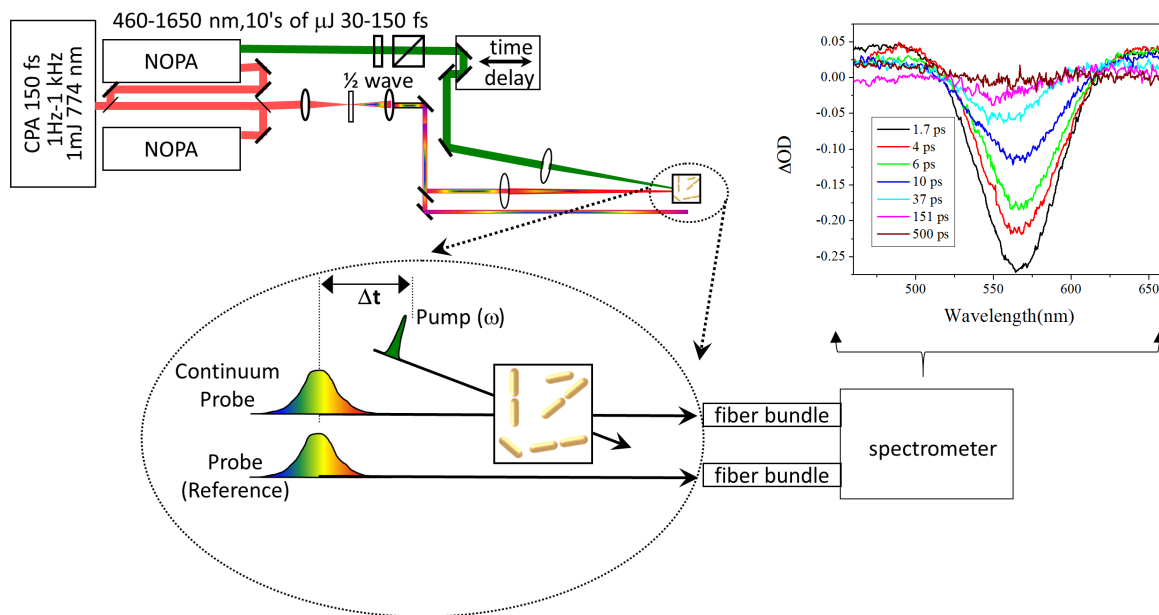 460-1650 nm,10's of μJ 30-150 fs
CPA 150 fs
1Hz-1 kHz
1mJ 774 nm
NOPA
NOPA
½ wave
time
delay
Δt
Pump (ω)
Continuum
Probe
Probe
(Reference)
fiber bundle
fiber bundle
spectrometer
ΔOD
0.05
0.00
-0.05
-0.10
-0.15
-0.20
-0.25
1.7 ps
4 ps
6 ps
10 ps
37 ps
151 ps
500 ps
500
550
600
650
Wavelength(nm)